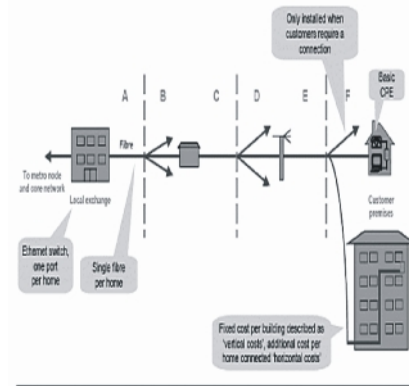 Only installed when
customers require a
connection
Basic
CPE
A
B
C
D
E
F
Fibre
To metro node
and core network
Local exchange
Customer
premises
Ethernet switch,
one port
per home
Single fibre
per home
Fixed cost per building described as
'vertical costs', additional cost per
home connected 'horizontal costs'